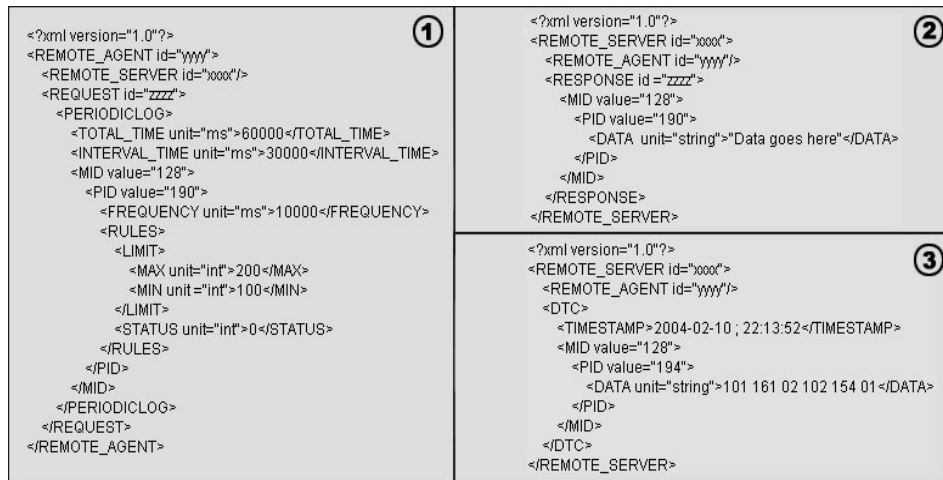 1
<?xml version="1.0"?>
<REMOTE_AGENT id="yyyy">
<REMOTE_SERVER id="xxxx"/>
<REQUEST id="zzzz">
<PERIODICLOG>
<TOTAL_TIME unit="ms">60000</TOTAL_TIME>
<INTERVAL_TIME unit="ms">30000</INTERVAL_TIME>
<MID value="128">
<PID value="190">
<FREQUENCY unit="ms">10000</FREQUENCY>
<RULES>
<LIMIT>
<MAX unit="int">200</MAX>
<MIN unit ="int">100</MIN>
</LIMIT>
<STATUS unit="int">0</STATUS>
</RULES>
</PID>
</MID>
</PERIODICLOG>
</REQUEST>
</REMOTE_AGENT>
2
<?xml version="1.0"?>
<REMOTE_SERVER id="xxxx">
<REMOTE_AGENT id="yyyy"/>
<RESPONSE id ="zzzz">
<MID value="128">
<PID value="190">
<DATA unit="string">"Data goes here"</DATA>
</PID>
</MID>
</RESPONSE>
</REMOTE_SERVER>
3
<?xml version="1.0"?>
<REMOTE_SERVER id="xxxx">
<REMOTE_AGENT id="yyyy"/>
<DTC>
<TIMESTAMP>2004-02-10 ; 22:13:52</TIMESTAMP>
<MID value="128">
<PID value="194">
<DATA unit="string">101 161 02 102 154 01</DATA>
</PID>
</MID>
</DTC>
</REMOTE_SERVER>